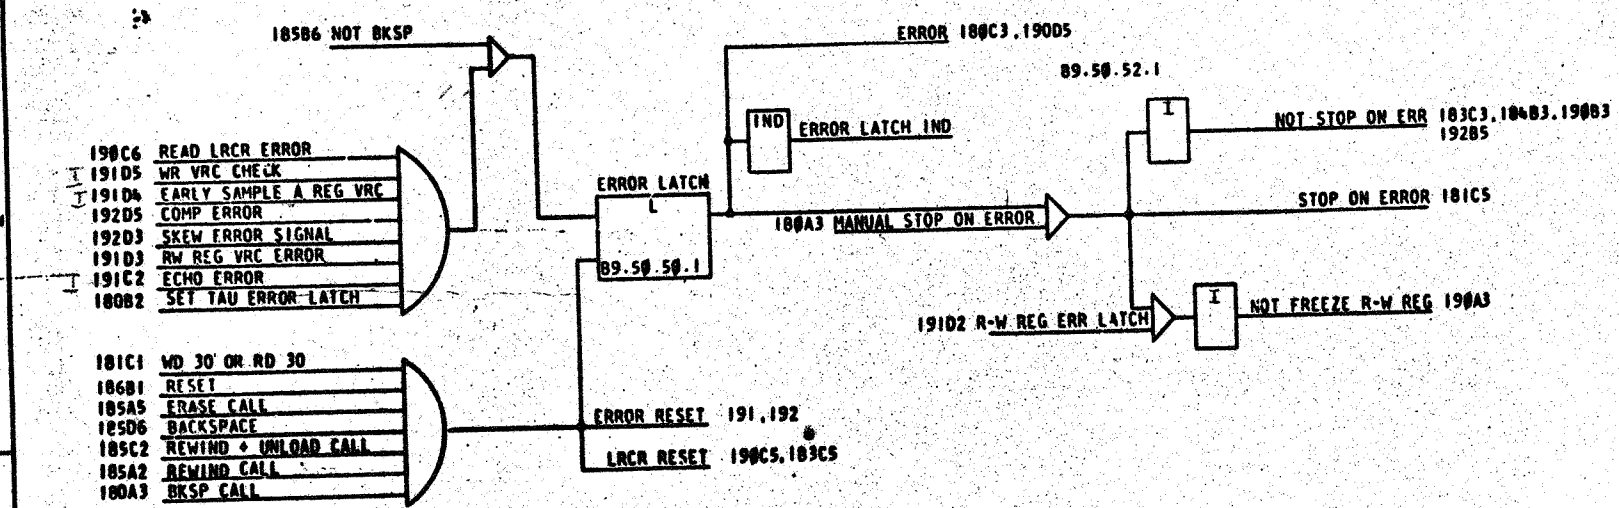 185B6 NOT BKSP
ERROR 180C3,190D5
B9.50.52.1
I
NOT STOP ON ERR 183C3,184B3,190B3
192B5
IND
ERROR LATCH IND
190C6 READ LRCR ERROR
I 191D5 WR VRC CHECK
I 191D4 EARLY SAMPLE A REG VRC
192D5 COMP ERROR
192D3 SKEW ERROR SIGNAL
191D3 RW REG VRC ERROR
I 191C2 ECHO ERROR
180B2 SET TAU ERROR LATCH
ERROR LATCH
L
B9.50.50.1
180A3 MANUAL STOP ON ERROR
STOP ON ERROR 181C5
191D2 R-W REG ERR LATCH
I
NOT FREEZE R-W REG 190A3
181C1 WD 30 OR RD 30
186B1 RESET
185A5 ERASE CALL
185D6 BACKSPACE
185C2 REWIND + UNLOAD CALL
185A2 REWIND CALL
180A3 BKSP CALL
ERROR RESET 191,192
LRCR RESET 190C5,183C5